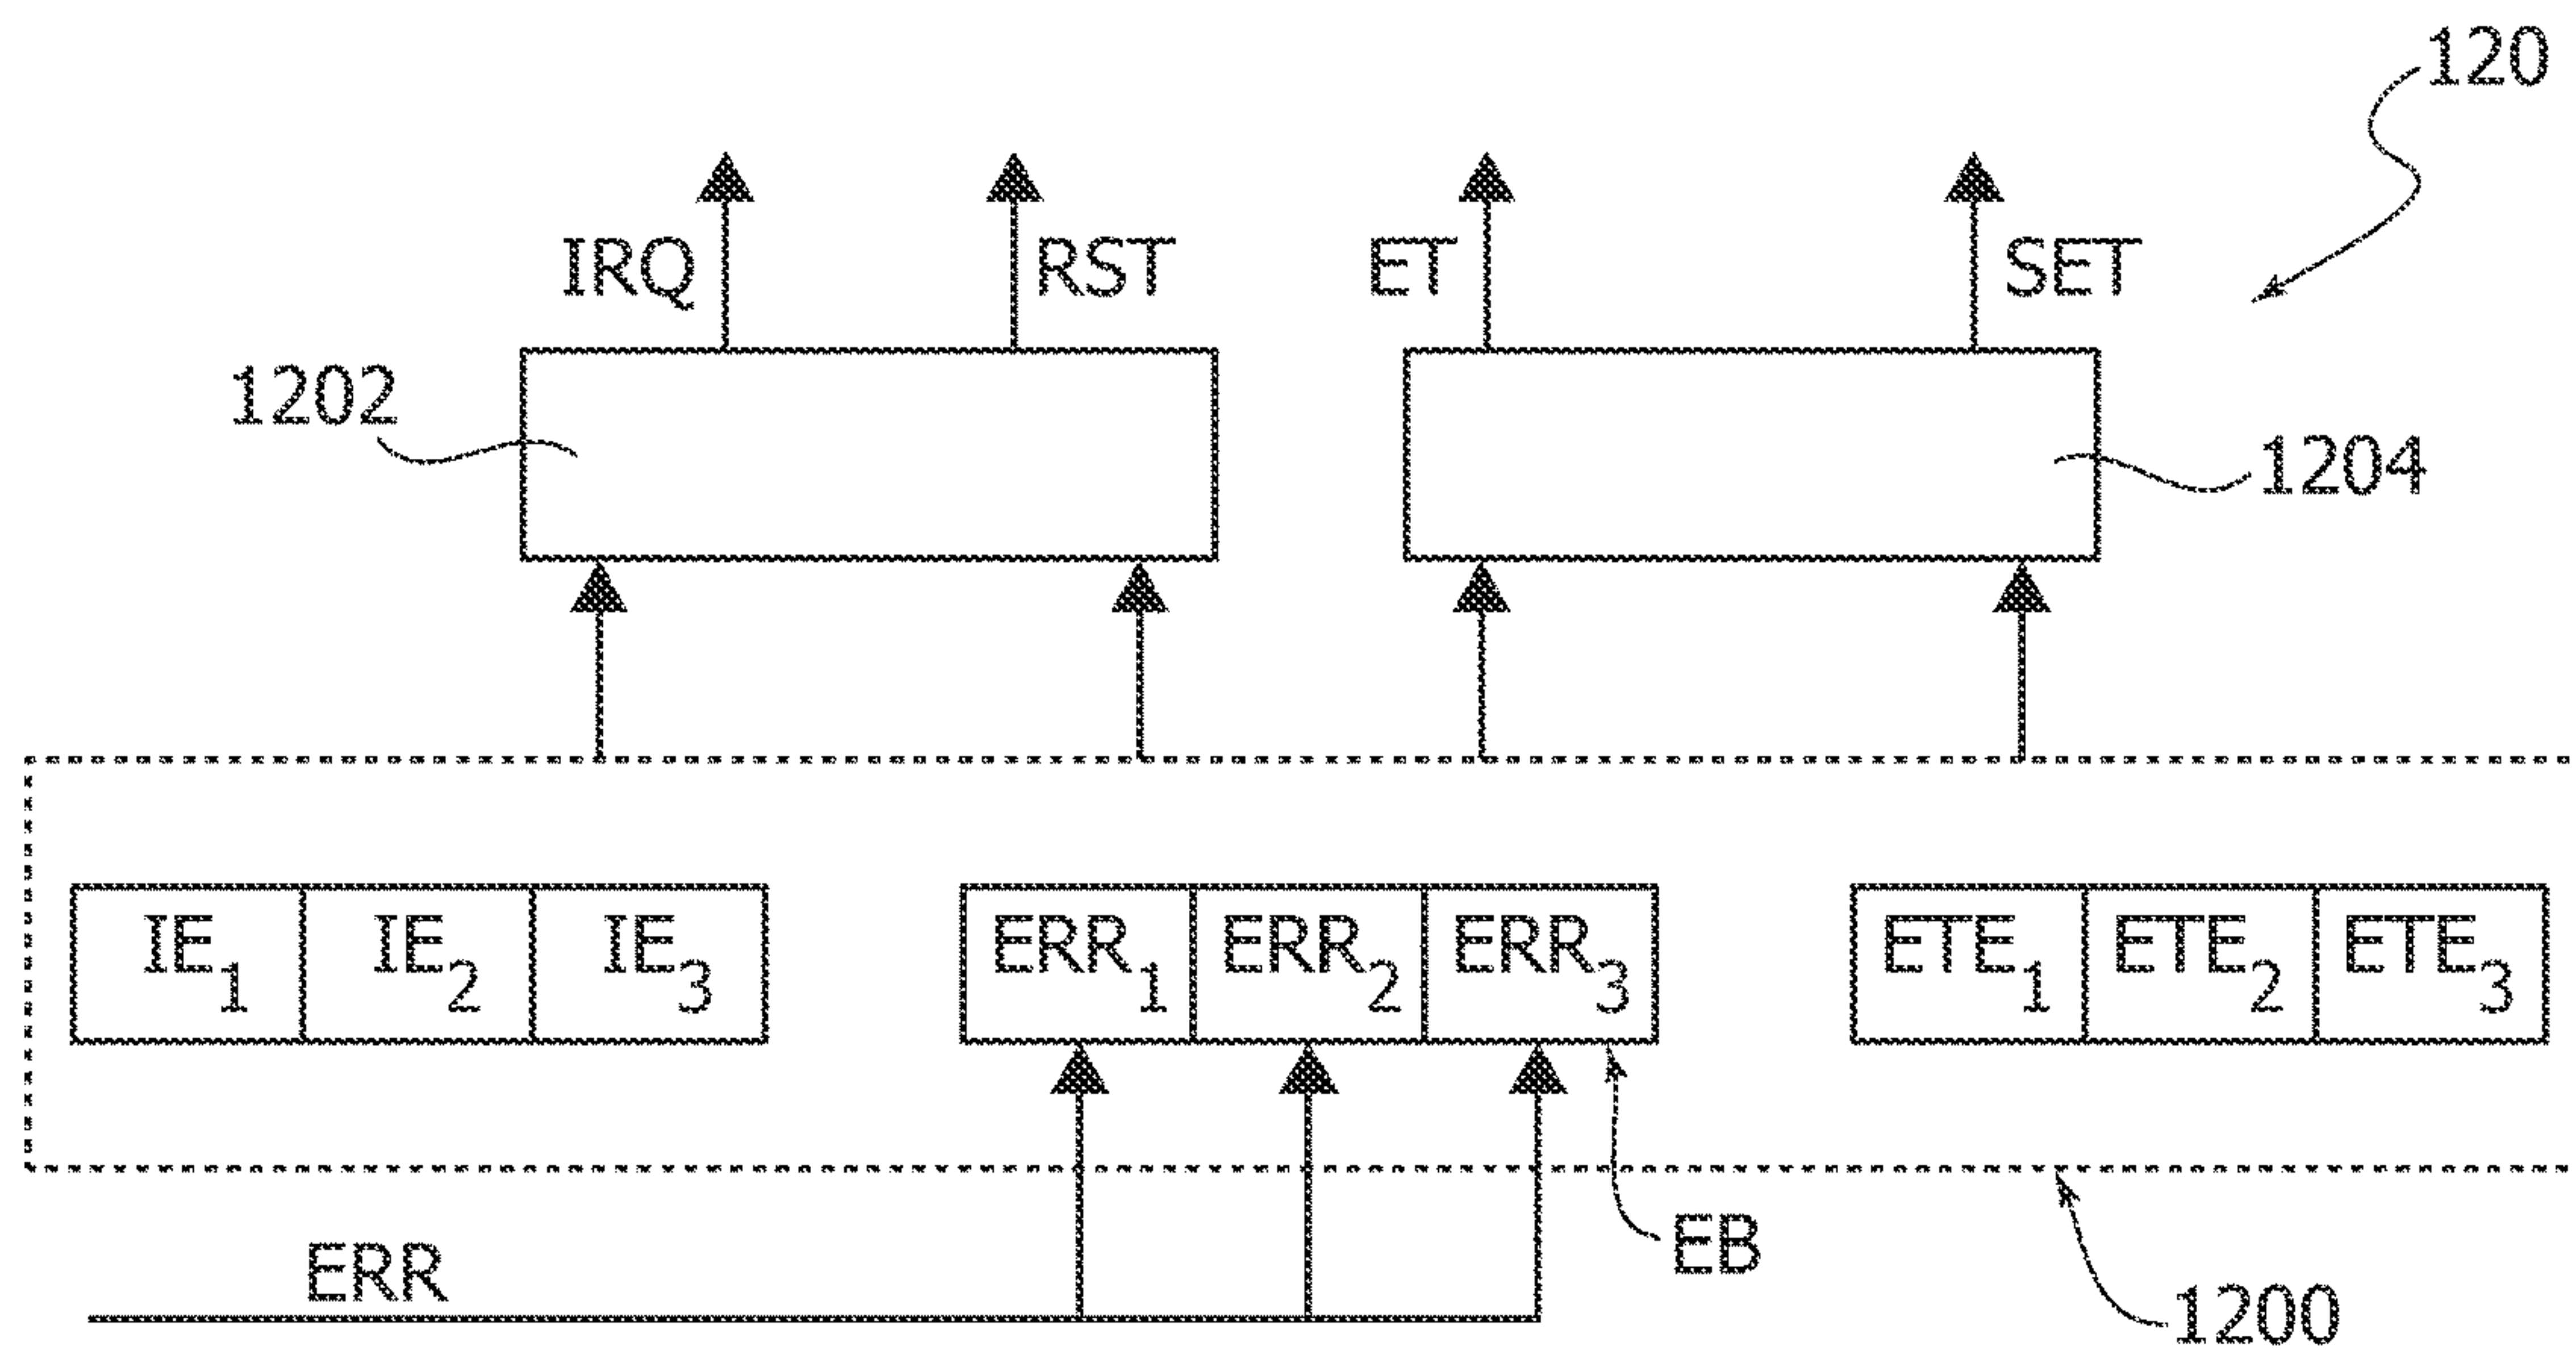 120
IRQ RST ET SET
1202
1204
IE1 IE2 IE3 ERR1 ERR2 ERR3 ETE1 ETE2 ETE3
EB
ERR
1200